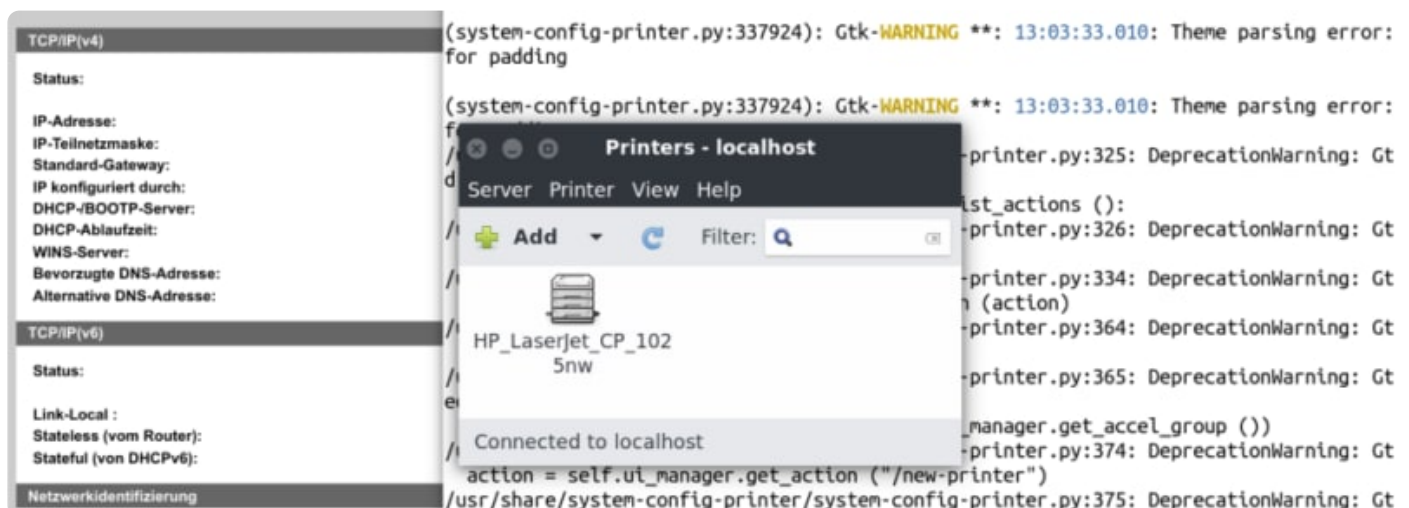 TCP/IP(v4)
Status:
IP-Adresse:
IP-Teilnetzmaske:
Standard-Gateway:
IP konfiguriert durch:
DHCP-/BOOTP-Server:
DHCP-Ablaufzeit:
WINS-Server:
Bevorzugte DNS-Adresse:
Alternative DNS-Adresse:
TCP/IP(v6)
Status:
Link-Local :
Stateless (vom Router):
Stateful (von DHCPv6):
Netzwerkidentifizierung
(system-config-printer.py:337924): Gtk-WARNING **: 13:03:33.010: Theme parsing error:
for padding
(system-config-printer.py:337924): Gtk-WARNING **: 13:03:33.010: Theme parsing error:
-printer.py:325: DeprecationWarning: Gt
ist_actions ():
-printer.py:326: DeprecationWarning: Gt
-printer.py:334: DeprecationWarning: Gt
(action)
-printer.py:364: DeprecationWarning: Gt
-printer.py:365: DeprecationWarning: Gt
_manager.get_accel_group ())
-printer.py:374: DeprecationWarning: Gt
action = self.ui_manager.get_action ("/new-printer")
/usr/share/system-config-printer/system-config-printer.py:375: DeprecationWarning: Gt
Printers - localhost
Server Printer View Help
Add Filter:
HP_LaserJet_CP_102
5nw
Connected to localhost